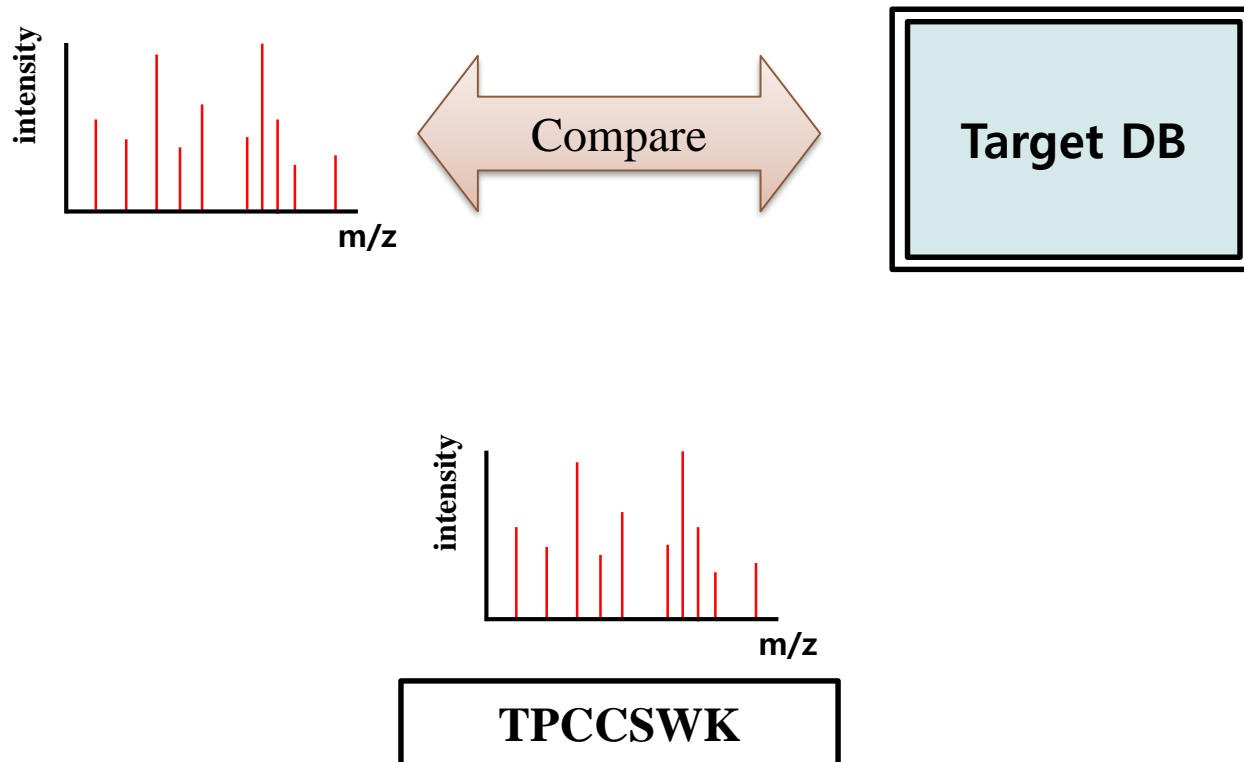 intensity
m/z
Compare
Target DB
intensity
m/z
TPCCSWK